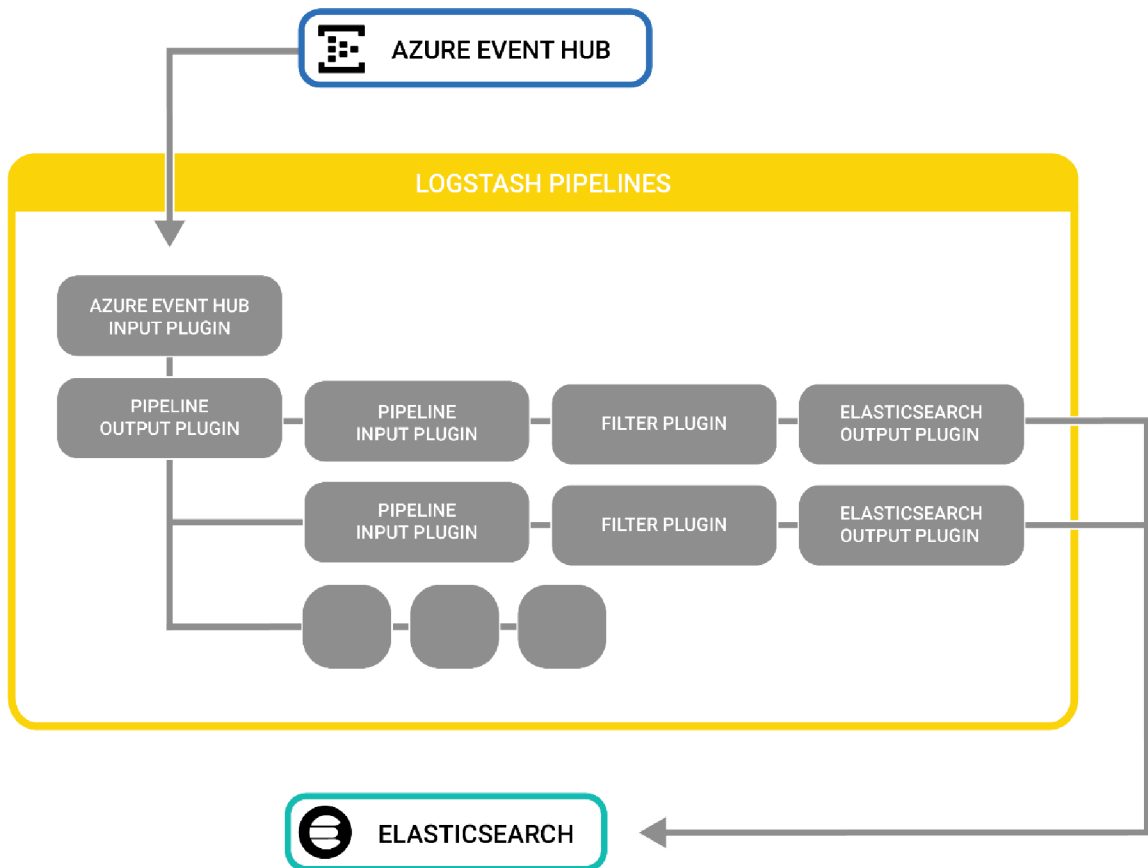 AZURE EVENT HUB
LOGSTASH PIPELINES
AZURE EVENT HUB
INPUT PLUGIN
PIPELINE
OUTPUT PLUGIN
PIPELINE
INPUT PLUGIN
FILTER PLUGIN
ELASTICSEARCH
OUTPUT PLUGIN
PIPELINE
INPUT PLUGIN
FILTER PLUGIN
ELASTICSEARCH
OUTPUT PLUGIN
ELASTICSEARCH